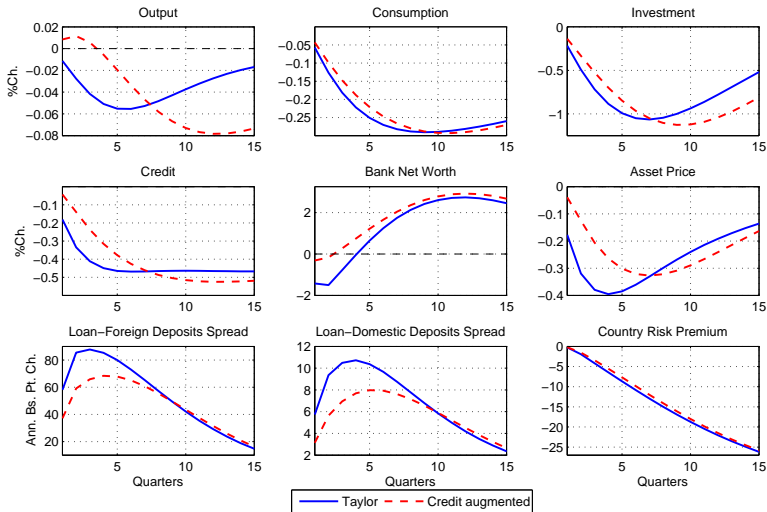 Output Consumption Investment
%Ch.
0.02
0
−0.02
−0.04
−0.06
−0.08
5 10 15
−0.05
−0.1
−0.15
−0.2
−0.25
5 10 15
0
−0.5
−1
5 10 15
Credit Bank Net Worth Asset Price
%Ch.
−0.1
−0.2
−0.3
−0.4
−0.5
5 10 15
2
0
−2
5 10 15
0
−0.1
−0.2
−0.3
−0.4
5 10 15
Loan−Foreign Deposits Spread Loan−Domestic Deposits Spread Country Risk Premium
Ann. Bs. Pt. Ch.
80
60
40
20
5 10 15
12
10
8
6
4
2
5 10 15
0
−5
−10
−15
−20
−25
5 10 15
Quarters Quarters Quarters
Taylor Credit augmented